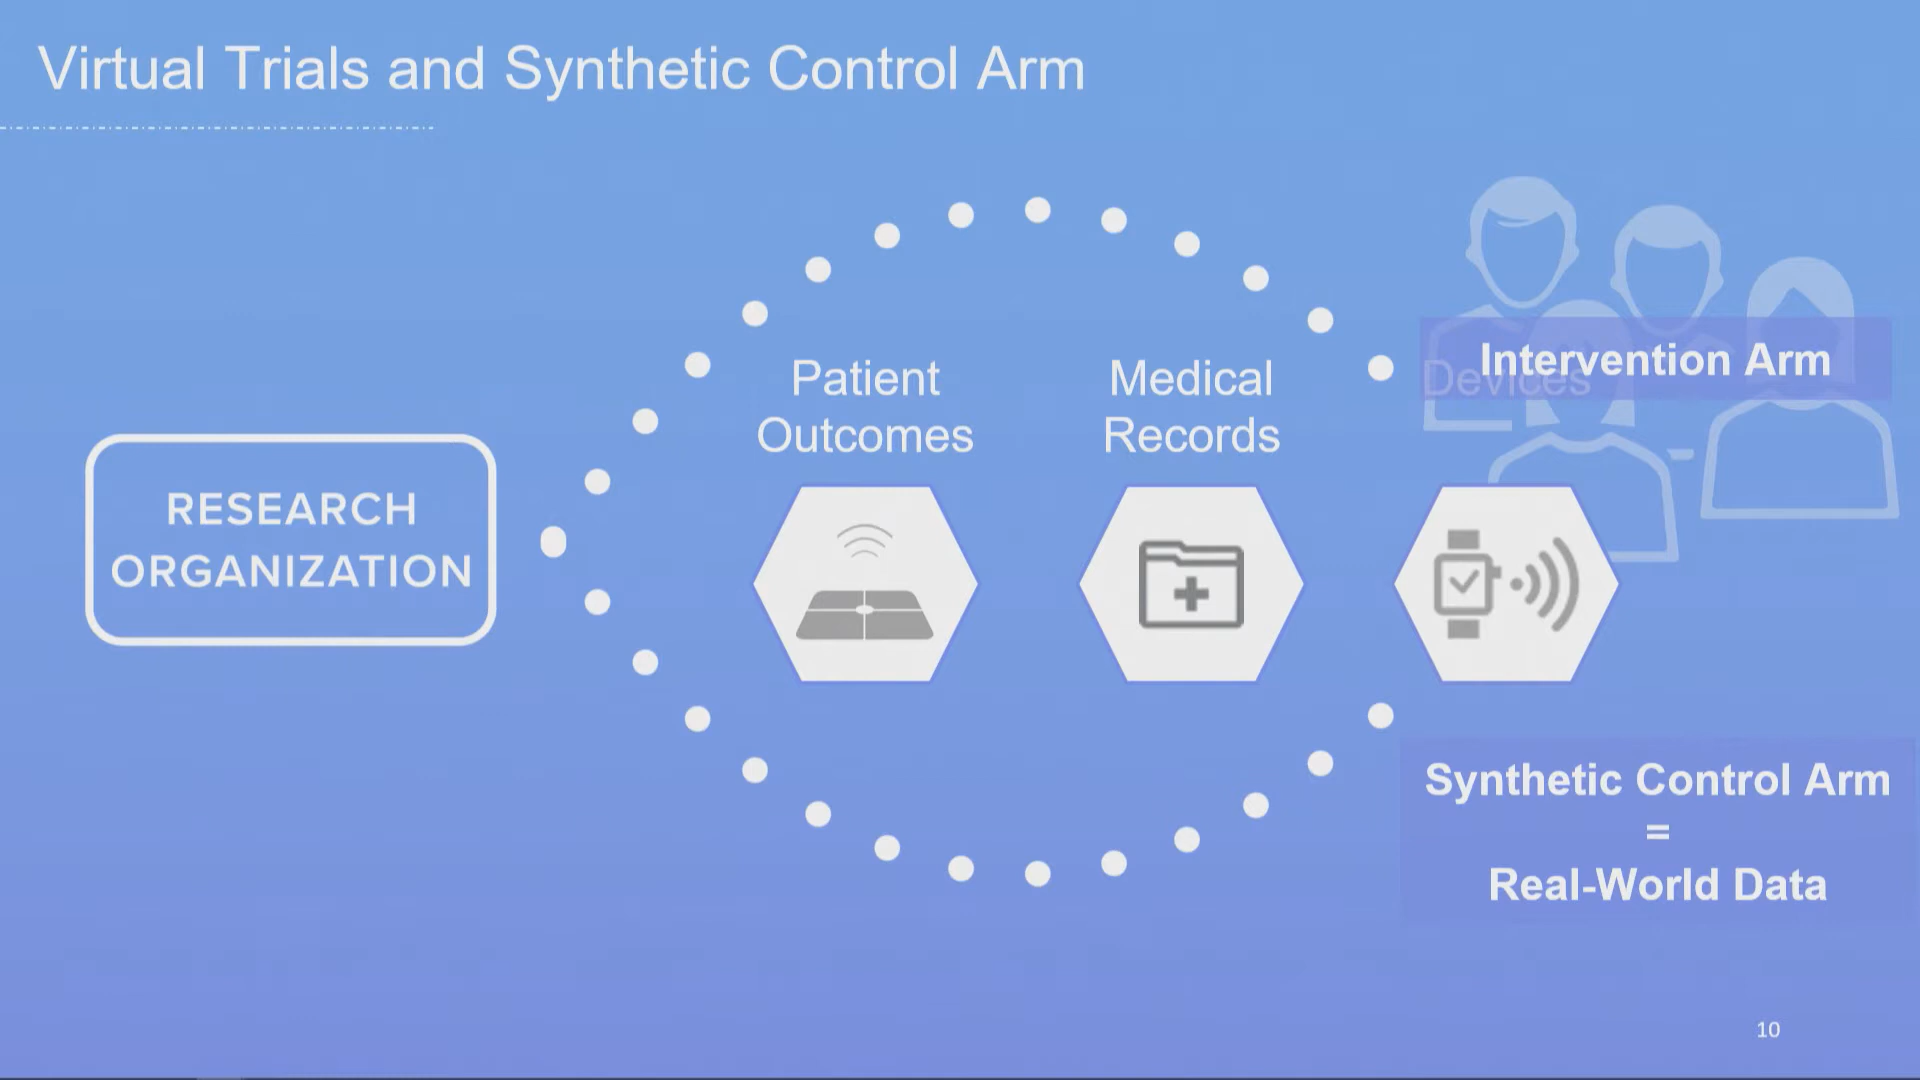 Virtual Trials and Synthetic Control Arm
RESEARCH
ORGANIZATION
Patient
Outcomes
Medical
Records
Devices
Intervention Arm
Synthetic Control Arm
=
Real-World Data
10